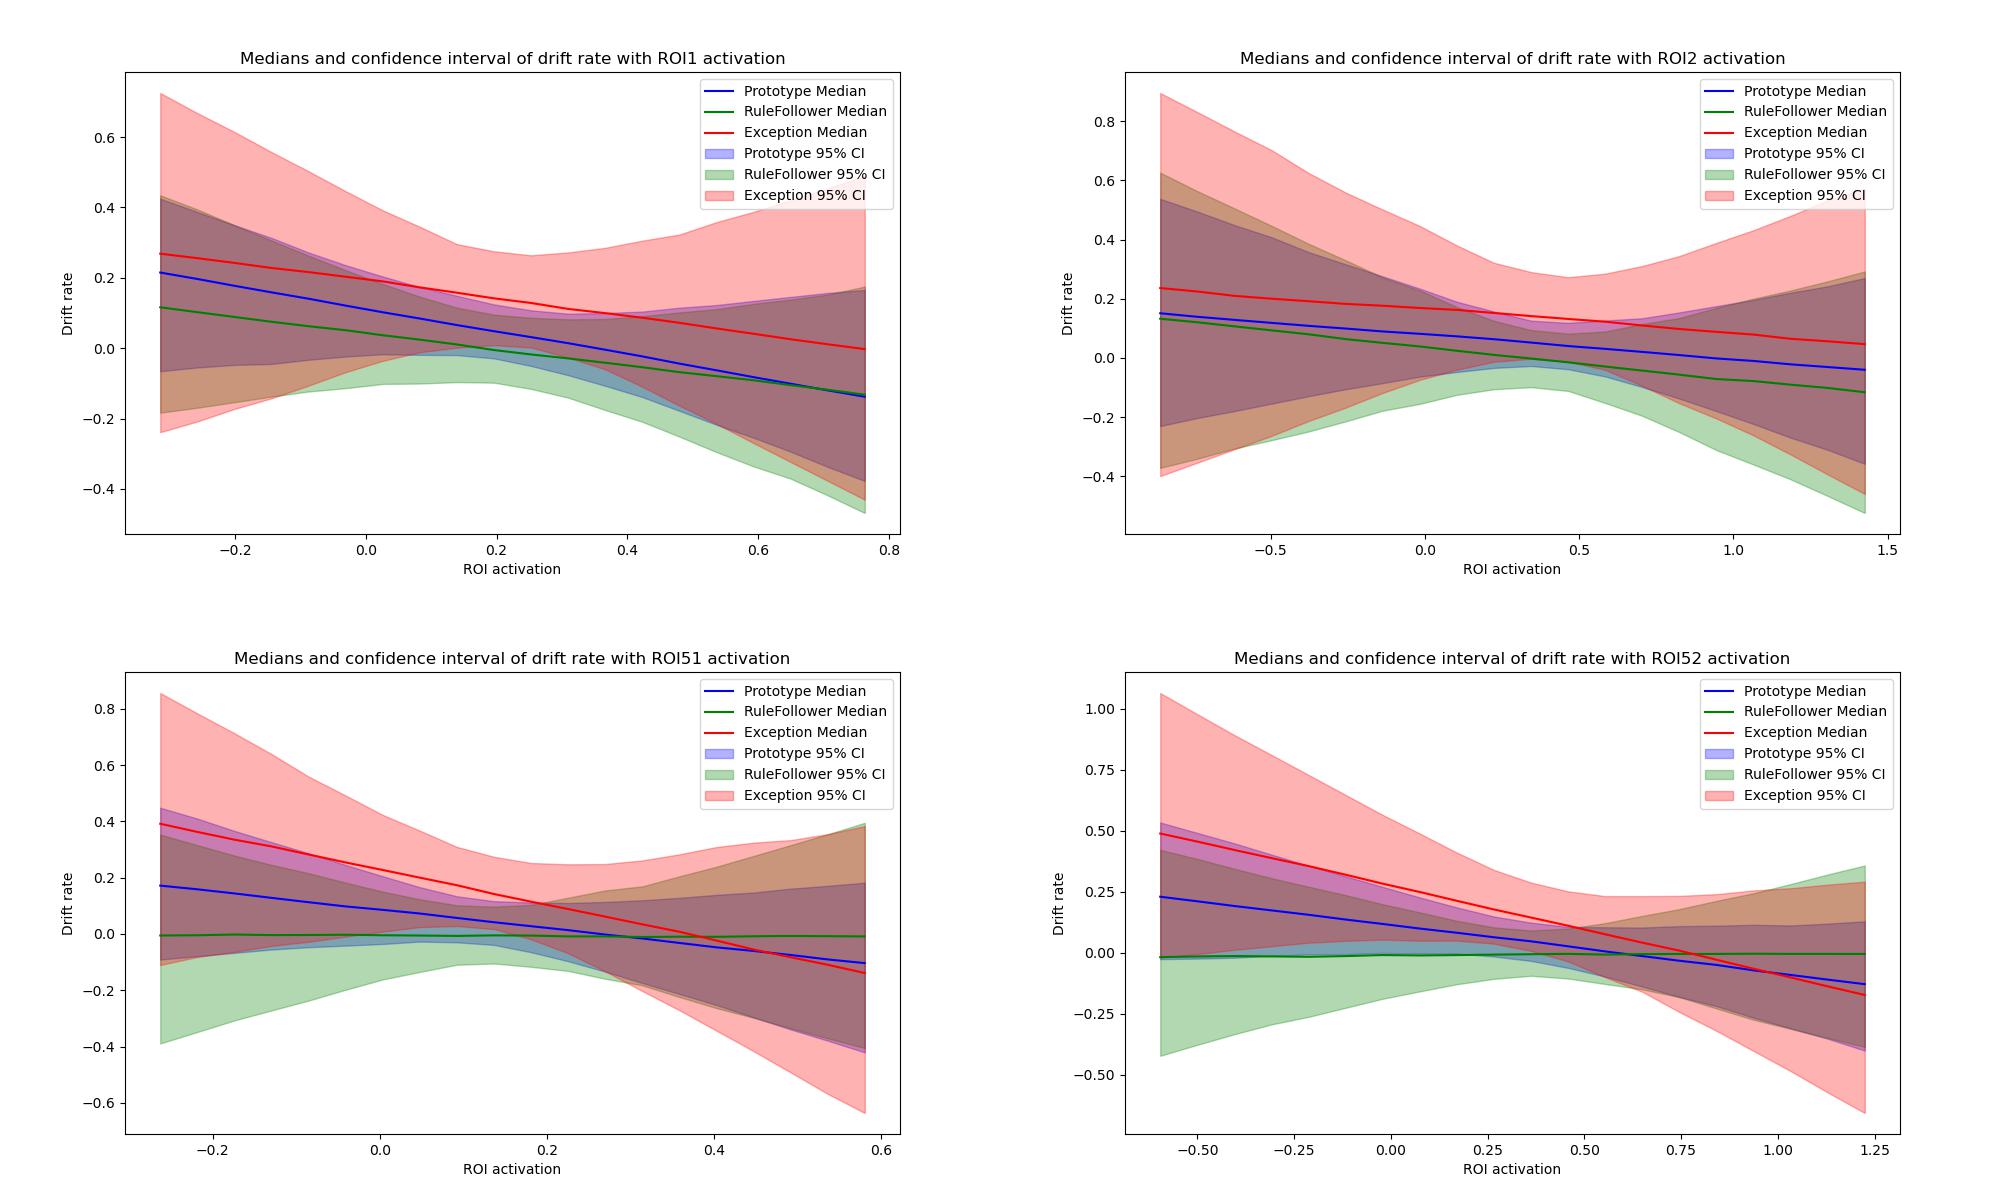 Medians and confidence interval of drift rate with ROI1 activation
Prototype Median
RuleFollower Median
Exception Median
Prototype 95% CI
RuleFollower 95% CI
Exception 95% CI
0.6
0.4
0.2
0.0
−0.2
−0.4
Drift rate
−0.2 0.0 0.2 0.4 0.6 0.8
ROI activation
Medians and confidence interval of drift rate with ROI2 activation
Prototype Median
RuleFollower Median
Exception Median
Prototype 95% CI
RuleFollower 95% CI
Exception 95% CI
0.8
0.6
0.4
0.2
0.0
−0.2
−0.4
Drift rate
−0.5 0.0 0.5 1.0 1.5
ROI activation
Medians and confidence interval of drift rate with ROI51 activation
Prototype Median
RuleFollower Median
Exception Median
Prototype 95% CI
RuleFollower 95% CI
Exception 95% CI
0.8
0.6
0.4
0.2
0.0
−0.2
−0.4
−0.6
Drift rate
−0.2 0.0 0.2 0.4 0.6
ROI activation
Medians and confidence interval of drift rate with ROI52 activation
Prototype Median
RuleFollower Median
Exception Median
Prototype 95% CI
RuleFollower 95% CI
Exception 95% CI
1.00
0.75
0.50
0.25
0.00
−0.25
−0.50
Drift rate
−0.50 −0.25 0.00 0.25 0.50 0.75 1.00 1.25
ROI activation